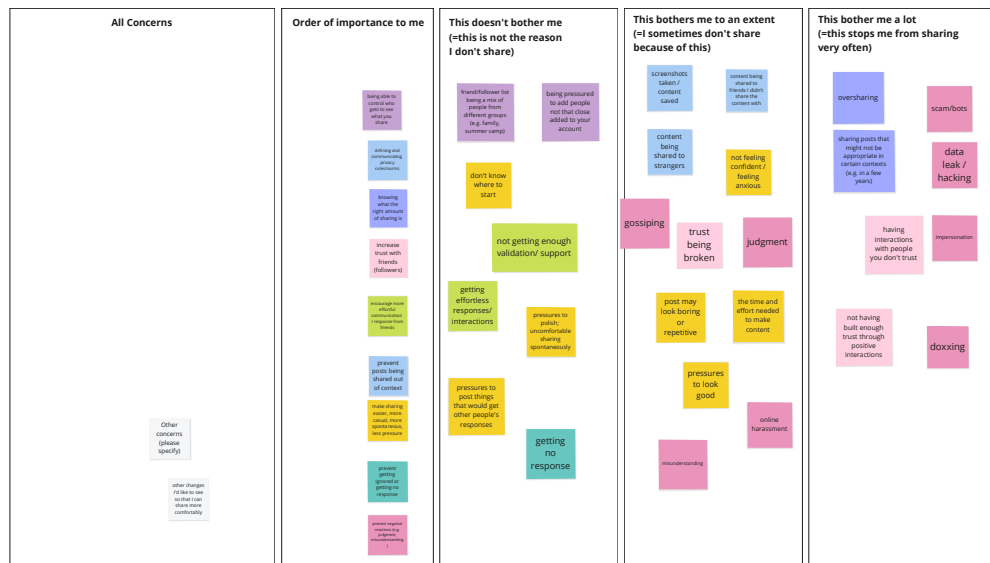 All Concerns
Other
concerns
(please
specify)
other changes
I'd like to see
so that I can
share more
comfortably
Order of importance to me
being able to
control who
gets to see
what you
share
defining and
communicating
privacy
rules/norms
knowing
what the
right amount
of sharing is
increase
trust with
friends
(followers)
encourage more
effortful
communication
/ response from
friends
prevent
posts being
shared out
of context
make sharing
easier, more
casual, more
spontaneous,
less pressure
prevent
getting
ignored or
getting no
response
prevent negative
reactions (e.g.
judgment,
misunderstanding
)
This doesn't bother me
(=this is not the reason
I don't share)
friend/follower list
being a mix of
people from
different groups
(e.g. family,
summer camp)
being pressured
to add people
not that close
added to your
account
don't know
where to
start
not getting enough
validation/ support
getting
effortless
responses/
interactions
pressures to
polish;
uncomfortable
sharing
spontaneously
pressures to
post things
that would get
other people's
responses
getting
no
response
This bothers me to an extent
(=I sometimes don't share
because of this)
screenshots
taken /
content
saved
content being
shared to
friends I didn't
share the
content with
content
being
shared to
strangers
not feeling
confident /
feeling
anxious
gossiping
trust
being
broken
judgment
post may
look boring
or
repetitive
the time and
effort needed
to make
content
pressures
to look
good
online
harassment
misunderstanding
This bother me a lot
(=this stops me from sharing
very often)
oversharing
scam/bots
sharing posts that
might not be
appropriate in
certain contexts
(e.g. in a few
years)
data
leak /
hacking
having
interactions
with people
you don't trust
impersonation
not having
built enough
trust through
positive
interactions
doxxing